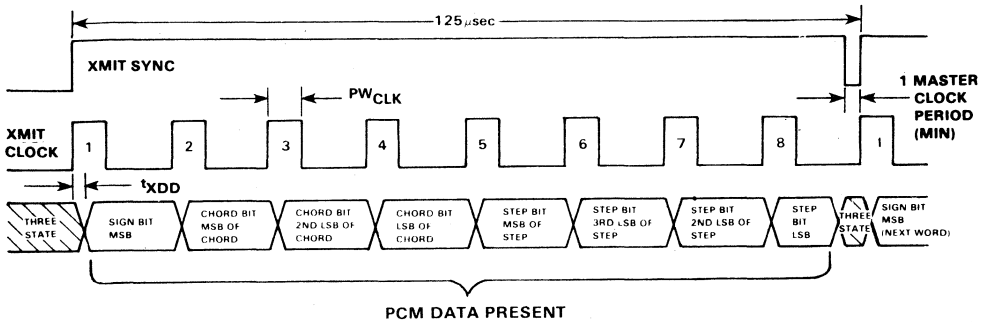 125μsec
XMIT SYNC
PWCLK
1 MASTER
CLOCK
PERIOD
(MIN)
XMIT
CLOCK
1 2 3 4 5 6 7 8 1
tXDD
THREE
STATE
SIGN BIT
MSB
CHORD BIT
MSB OF
CHORD
CHORD BIT
2ND LSB OF
CHORD
CHORD BIT
LSB OF
CHORD
STEP BIT
MSB OF
STEP
STEP BIT
3RD LSB OF
STEP
STEP BIT
2ND LSB OF
STEP
STEP
BIT
LSB
THREE
STATE
SIGN BIT
MSB
(NEXT WORD)
PCM DATA PRESENT